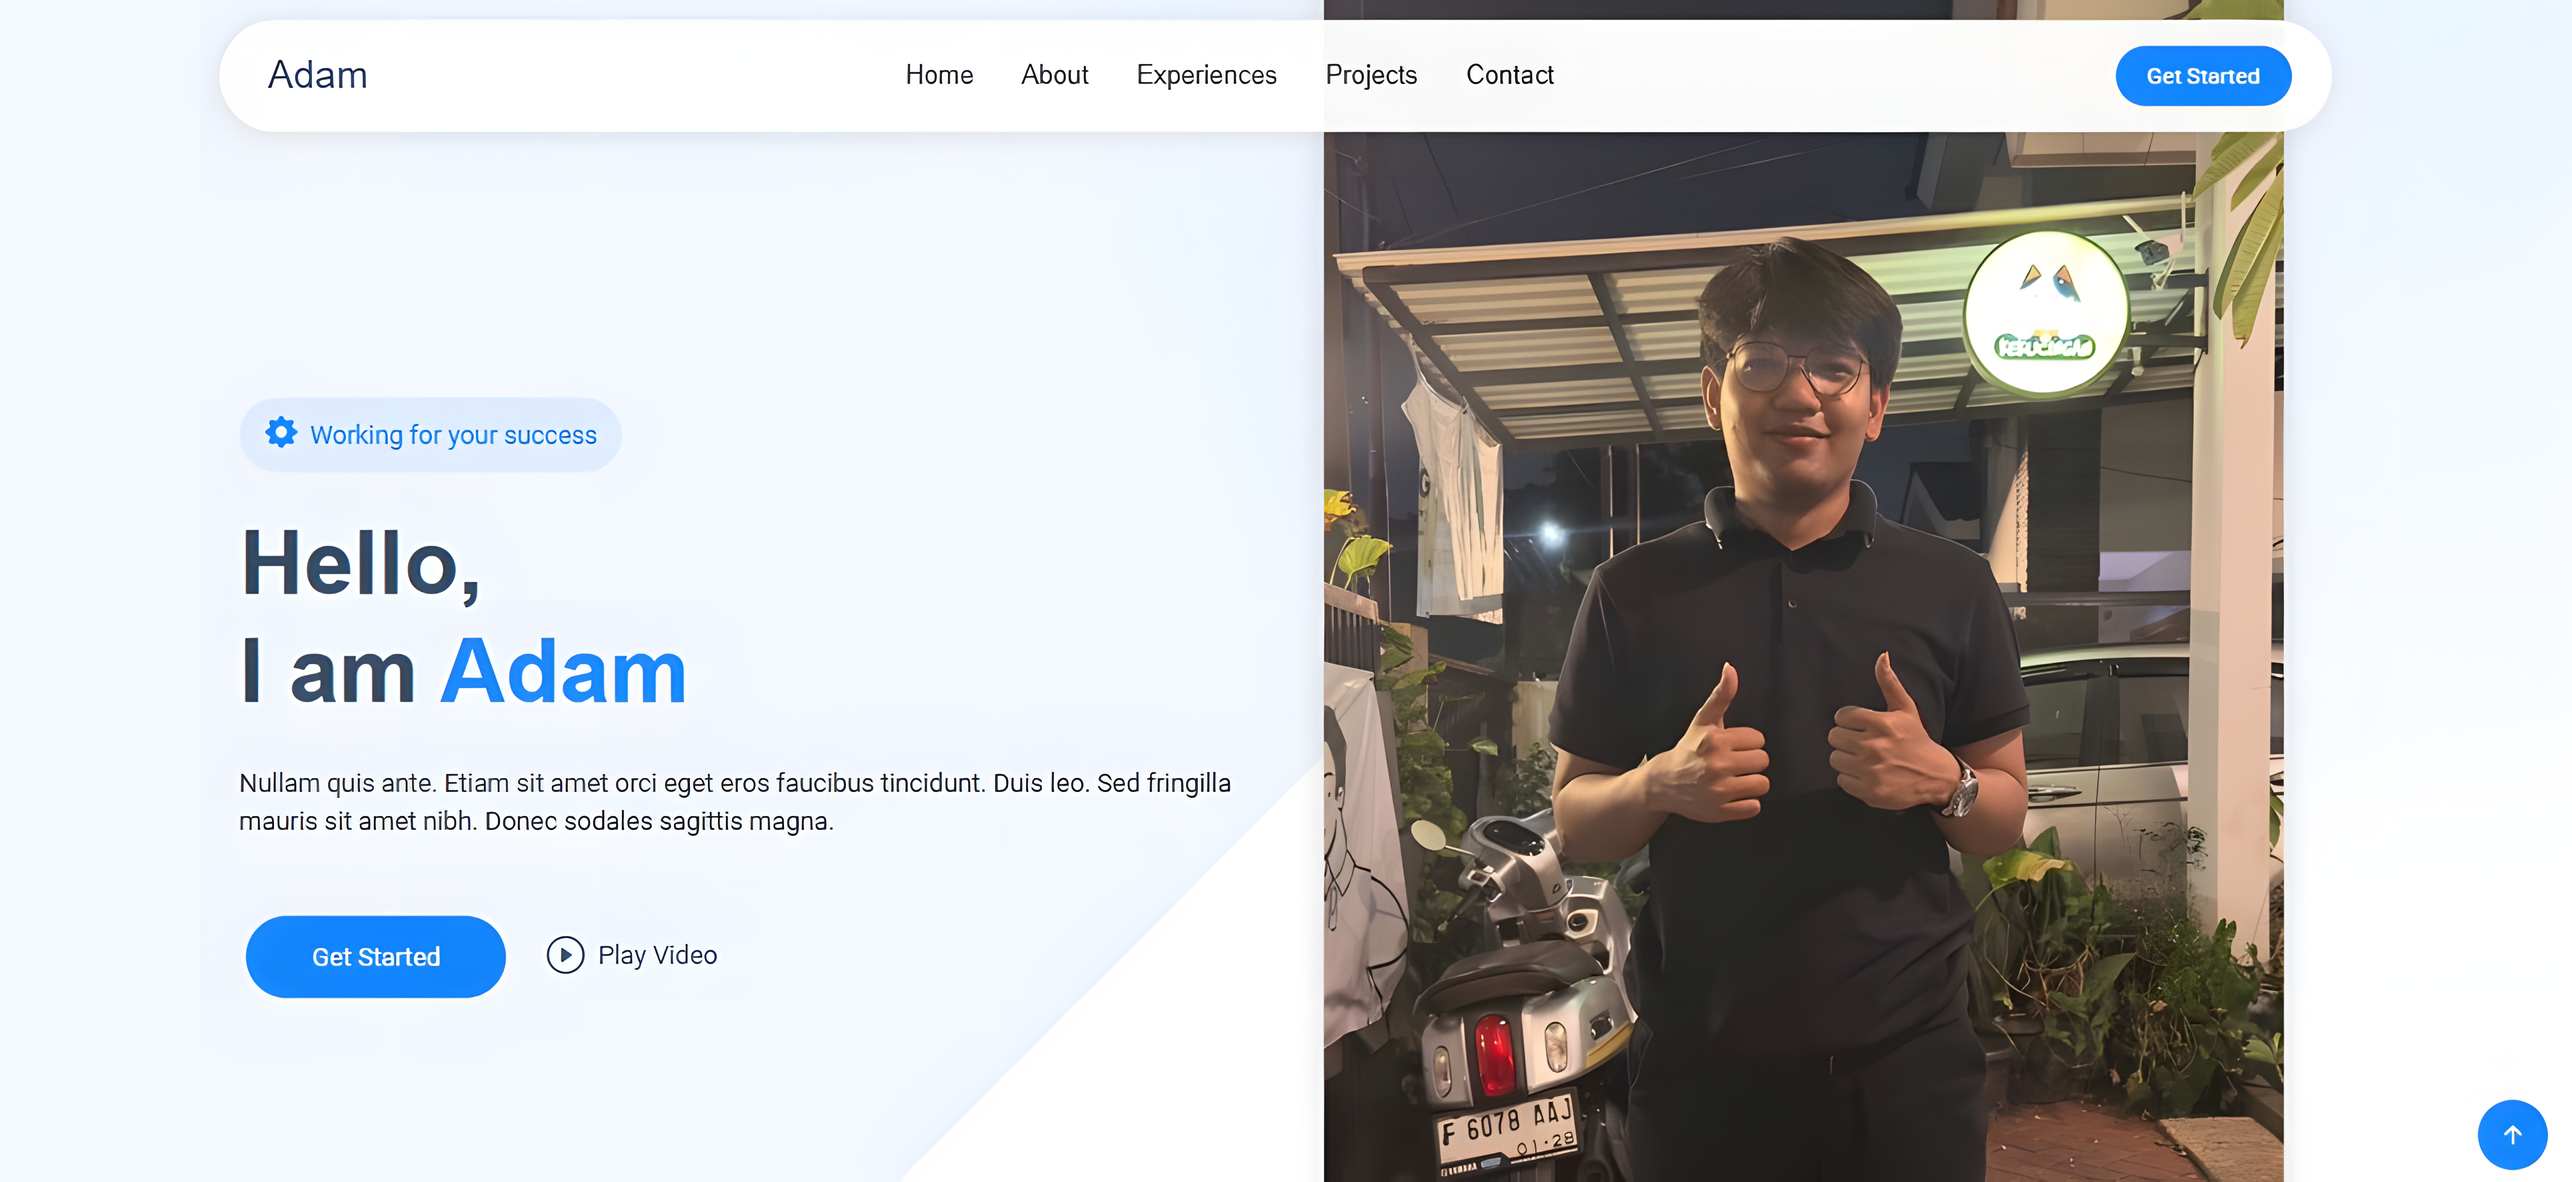 Adam
Home About Experiences Projects Contact
Get Started
Working for your success
Hello,
I am Adam
Nullam quis ante. Etiam sit amet orci eget eros faucibus tincidunt. Duis leo. Sed fringilla
mauris sit amet nibh. Donec sodales sagittis magna.
Get Started Play Video
F 6078 AAJ
01·28